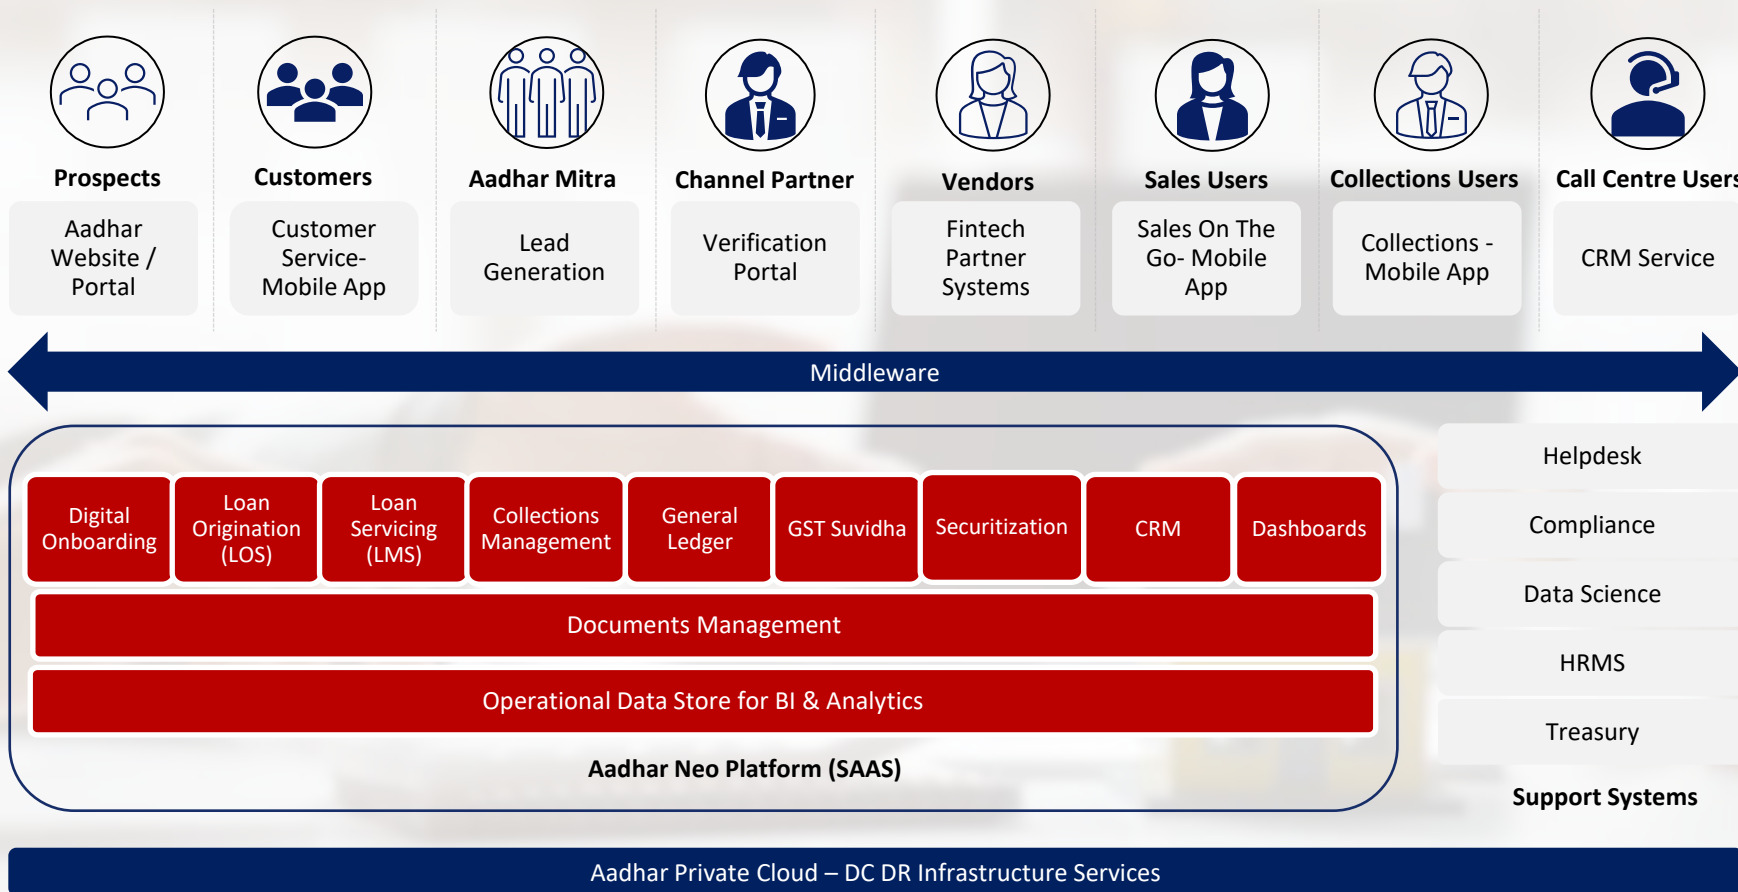 Prospects
Customers
Aadhar Mitra
Channel Partner
Vendors
Sales Users
Collections Users
Call Centre Users
Aadhar
Website /
Portal
Customer
Service-
Mobile App
Lead
Generation
Verification
Portal
Fintech
Partner
Systems
Sales On The
Go- Mobile
App
Collections -
Mobile App
CRM Service
Middleware
Digital
Onboarding
Loan
Origination
(LOS)
Loan
Servicing
(LMS)
Collections
Management
General
Ledger
GST Suvidha
Securitization
CRM
Dashboards
Documents Management
Operational Data Store for BI & Analytics
Aadhar Neo Platform (SAAS)
Helpdesk
Compliance
Data Science
HRMS
Treasury
Support Systems
Aadhar Private Cloud – DC DR Infrastructure Services